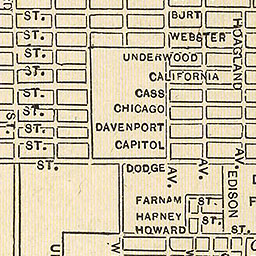 ST. BURT
ST. WEBSTER
ST. UNDERWOOD
ST. CALIFORNIA
ST. CASS
ST. CHICAGO
ST. DAVENPORT
ST. CAPITOL
ST. DODGE
FARNAM ST.
HARNEY ST.
HOWARD ST.
HOAGLAND
ST.
AV.
AV.
AV.
EDISON